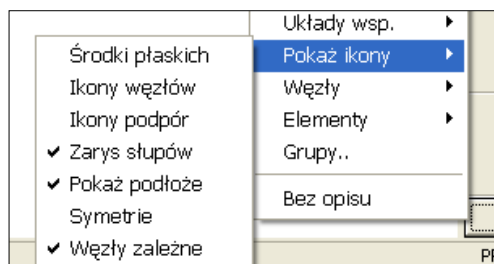 Układy wsp.
Pokaż ikony
Węzły
Elementy
Grupy..
Bez opisu
Środki płaskich
Ikony węzłów
Ikony podpór
Zarys słupów
Pokaż podłoże
Symetrie
Węzły zależne